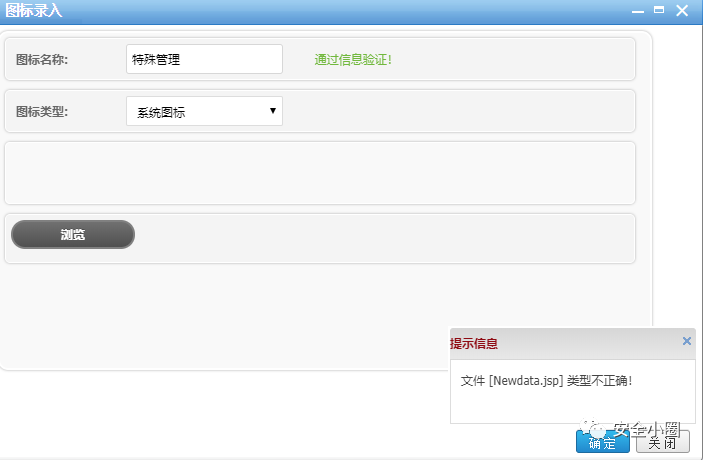 图标录入
图标名称:
特殊管理
通过信息验证!
图标类型:
系统图标
浏览
提示信息
文件 [Newdata.jsp] 类型不正确!
安全小圈
确定
关闭